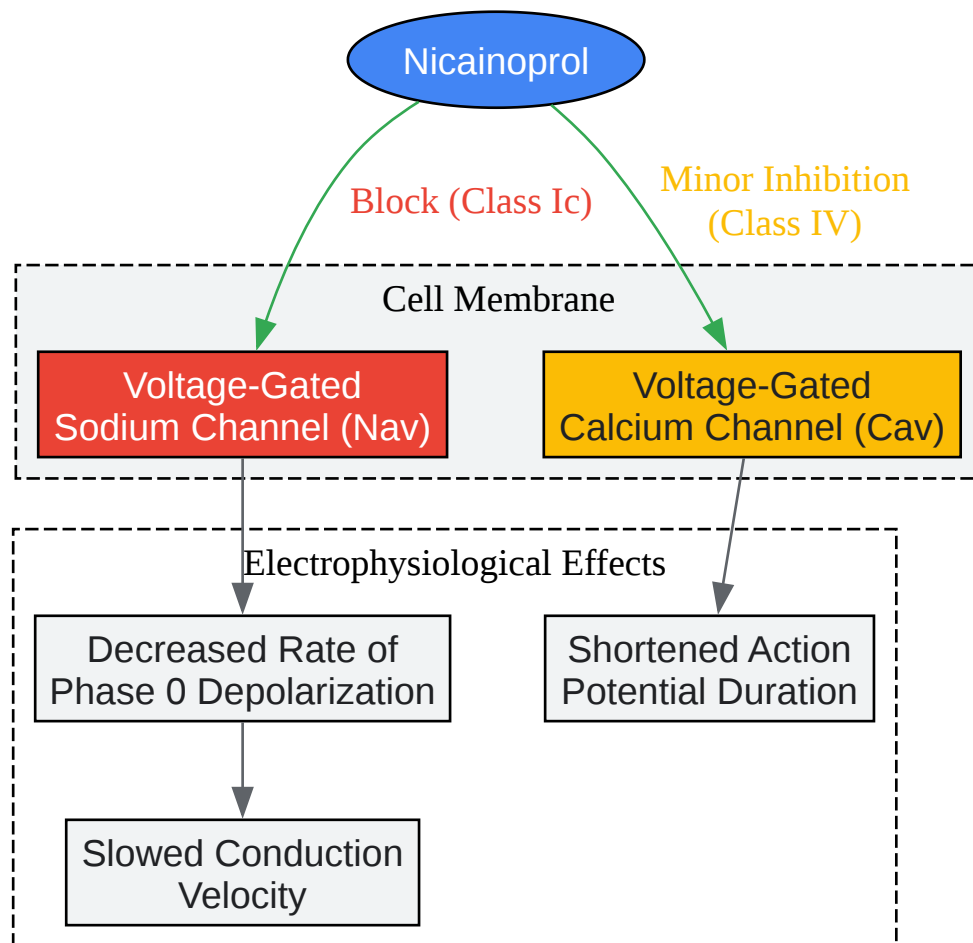 Nicainoprol
Block (Class Ic)
Minor Inhibition
(Class IV)
Cell Membrane
Voltage-Gated
Sodium Channel (Nav)
Voltage-Gated
Calcium Channel (Cav)
Electrophysiological Effects
Decreased Rate of
Phase 0 Depolarization
Shortened Action
Potential Duration
Slowed Conduction
Velocity